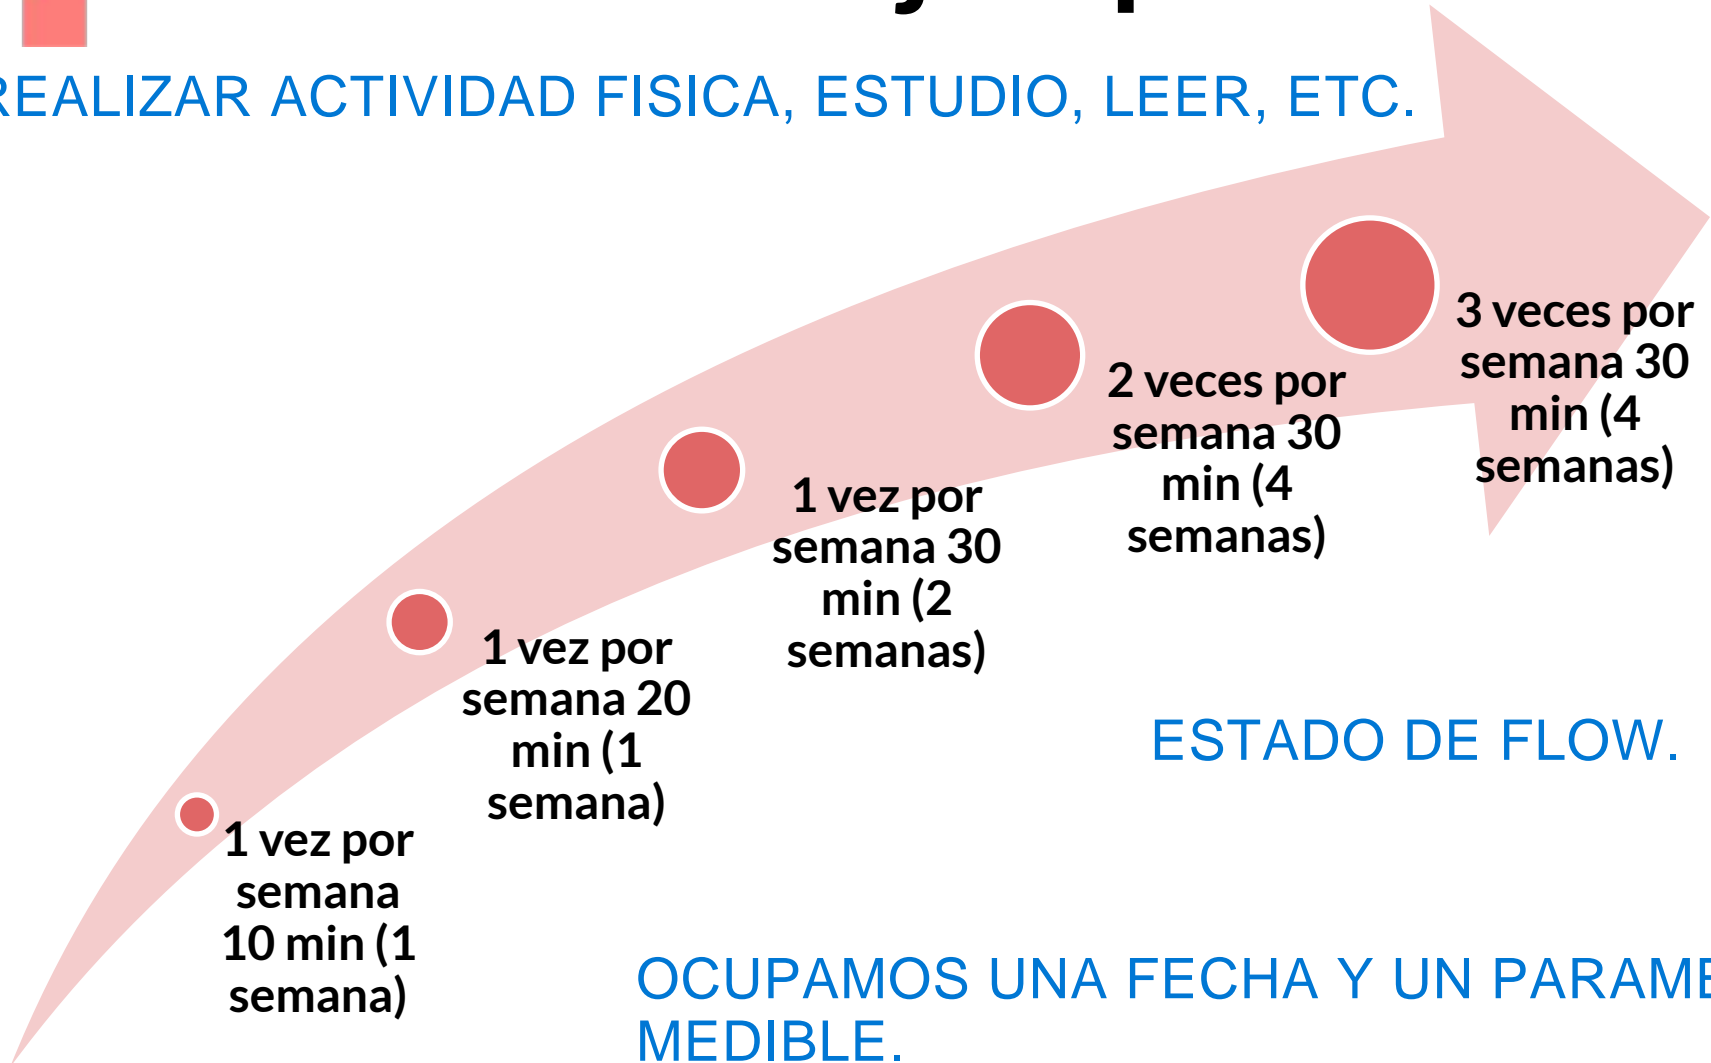 REALIZAR ACTIVIDAD FISICA, ESTUDIO, LEER, ETC.
3 veces por
semana 30
min (4
semanas)
2 veces por
semana 30
min (4
semanas)
1 vez por
semana 30
min (2
semanas)
1 vez por
semana 20
min (1
semana)
ESTADO DE FLOW.
1 vez por
semana
10 min (1
semana)
OCUPAMOS UNA FECHA Y UN
MEDIBLE.